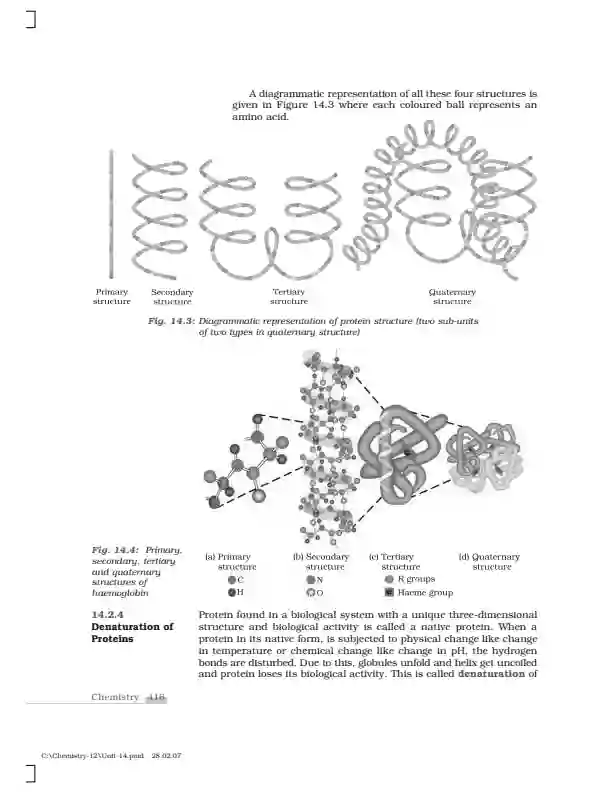 A diagrammatic representation of all these four structures is
given in Figure 14.3 where each coloured ball represents an
amino acid.
Primary
structure
Secondary
structure
Tertiary
structure
Quaternary
structure
Fig. 14.3: Diagrammatic representation of protein structure (two sub-units
of two types in quaternary structure)
Fig. 14.4: Primary,
secondary, tertiary
and quaternary
structures of
haemoglobin
(a) Primary
structure
(b) Secondary
structure
(c) Tertiary
structure
(d) Quaternary
structure
C
N
R groups
H
O
Haeme group
14.2.4
Denaturation of
Proteins
Protein found in a biological system with a unique three-dimensional
structure and biological activity is called a native protein. When a
protein in its native form, is subjected to physical change like change
in temperature or chemical change like change in pH, the hydrogen
bonds are disturbed. Due to this, globules unfold and helix get uncoiled
and protein loses its biological activity. This is called denaturation of
Chemistry 418
C:\Chemistry-12\Unit-14.pmd 28.02.07